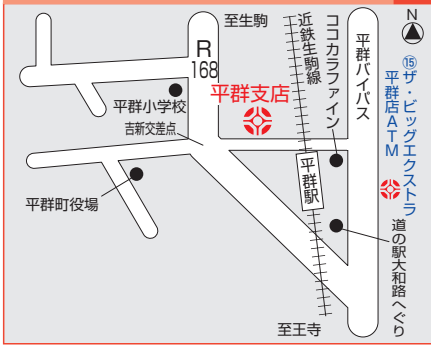 至生駒
R
168
近鉄生駒線
ココカラファイン
平群バイパス
N
⑮ザ・ビッグエクストラ
平群店ATM
平群支店
平群小学校
吉新交差点
平群駅
平群町役場
道の駅大和路へぐり
至王寺